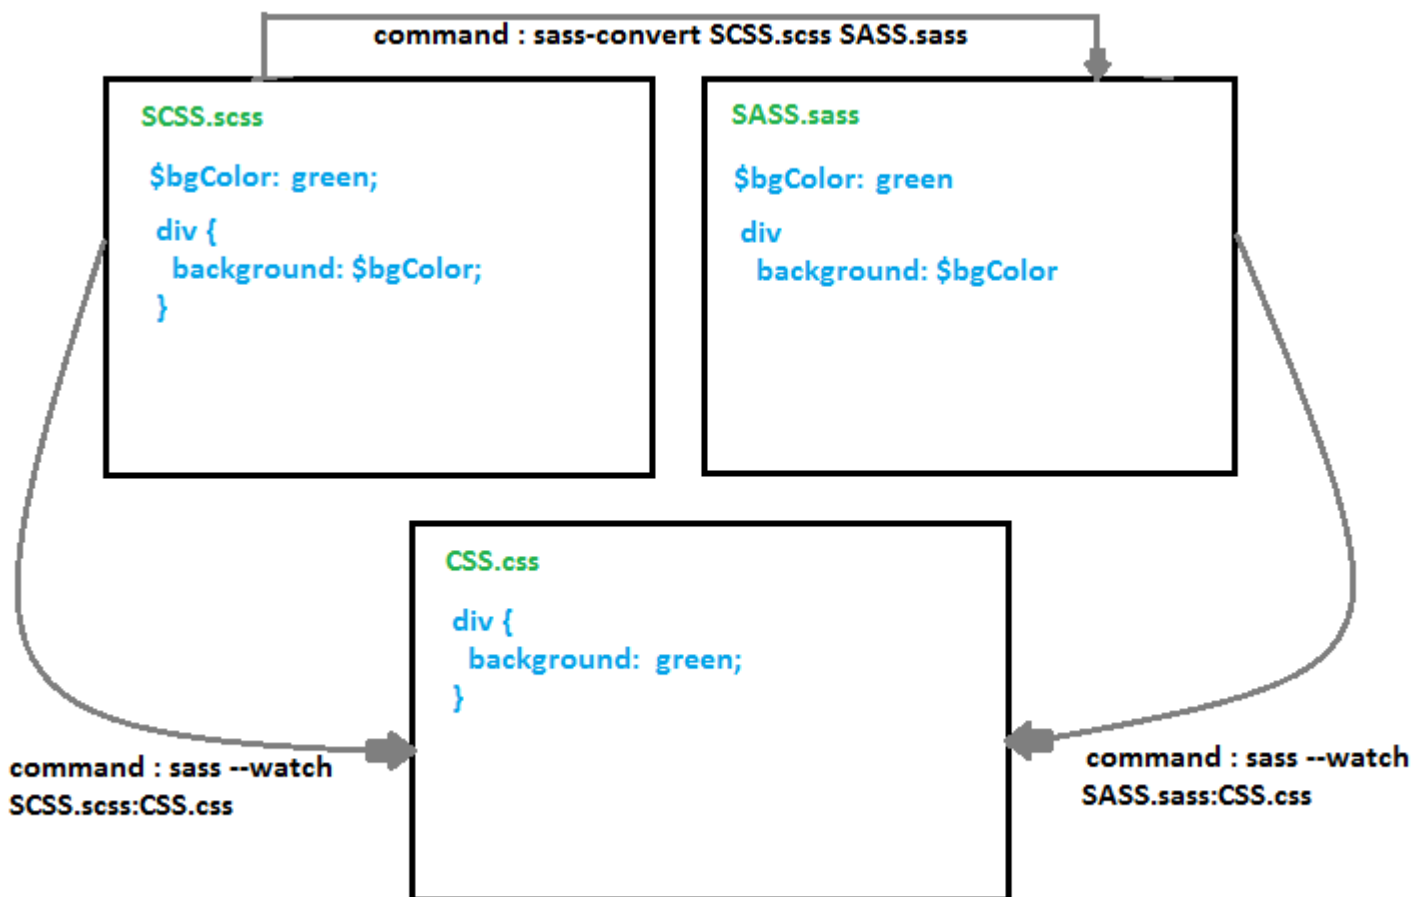 command : sass-convert SCSS.scss SASS.sass
SCSS.scss
$bgColor: green;
div {
background: $bgColor;
}
SASS.sass
$bgColor: green
div
background: $bgColor
CSS.css
div {
background: green;
}
command : sass --watch
SCSS.scss:CSS.css
command : sass --watch
SASS.sass:CSS.css